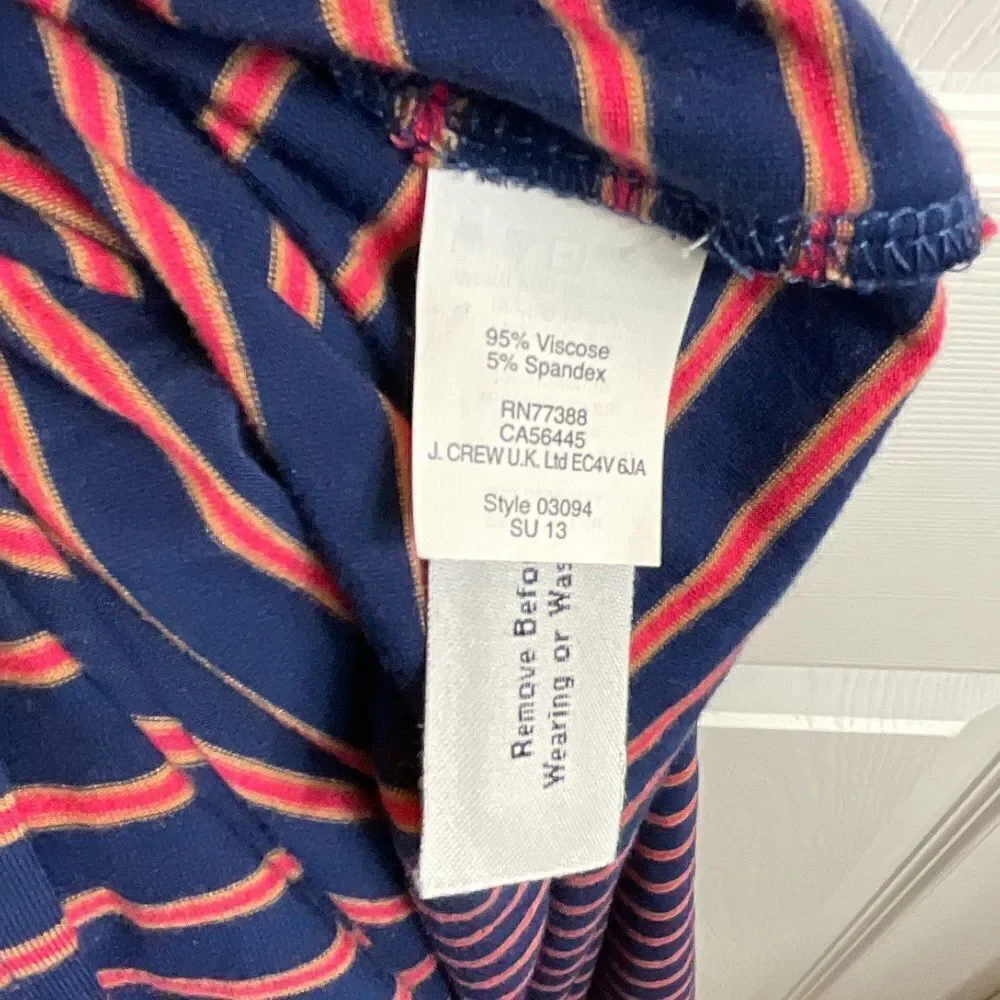 95% Viscose
5% Spandex
RN77388
CA56445
J. CREW U.K. Ltd EC4V 6JA
Style 03094
SU 13
Remove Befo
Wearing or Was